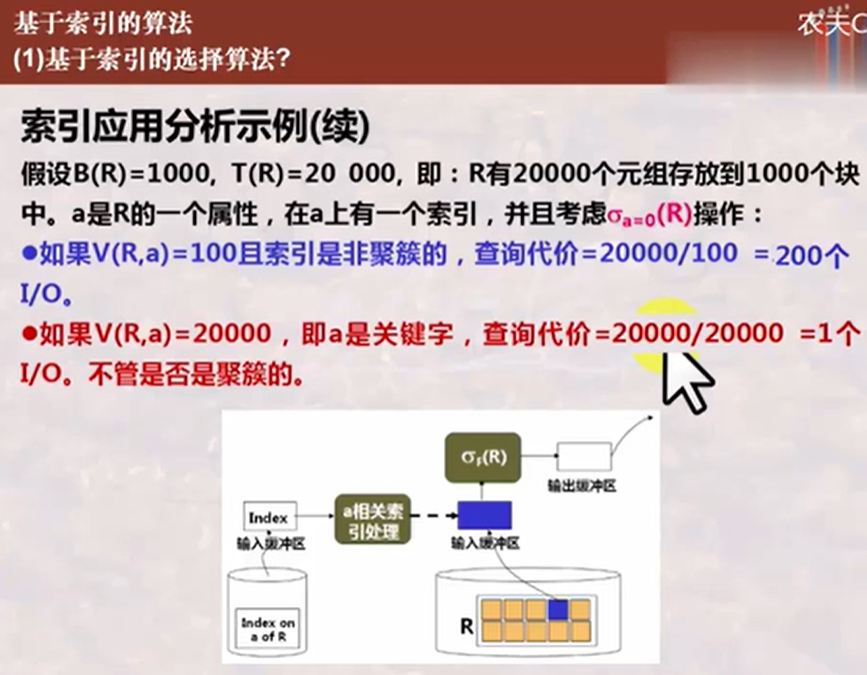 基于索引的算法
(1)基于索引的选择算法?
农夫
索引应用分析示例(续)
假设B(R)=1000, T(R)=20 000, 即：R有20000个元组存放到1000个块
中。a是R的一个属性，在a上有一个索引，并且考虑σa=0(R)操作：
●如果V(R,a)=100且索引是非聚簇的，查询代价=20000/100 =200个
I/O。
●如果V(R,a)=20000，即a是关键字，查询代价=20000/20000 =1个
I/O。不管是否是聚簇的。
σF(R)
输出缓冲区
Index
a相关索
引处理
输入缓冲区
输入缓冲区
Index on
a of R
R